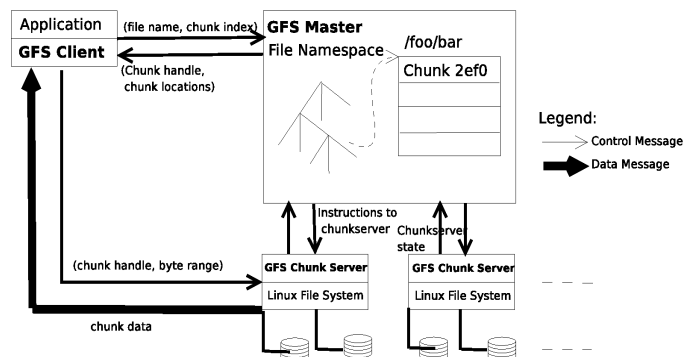 Application
GFS Client
(file name, chunk index)
(Chunk handle,
chunk locations)
GFS Master
File Namespace
/foo/bar
Chunk 2ef0
Legend:
Control Message
Data Message
Instructions to
chunkserver
Chunkserver
state
(chunk handle, byte range)
GFS Chunk Server
Linux File System
GFS Chunk Server
Linux File System
chunk data